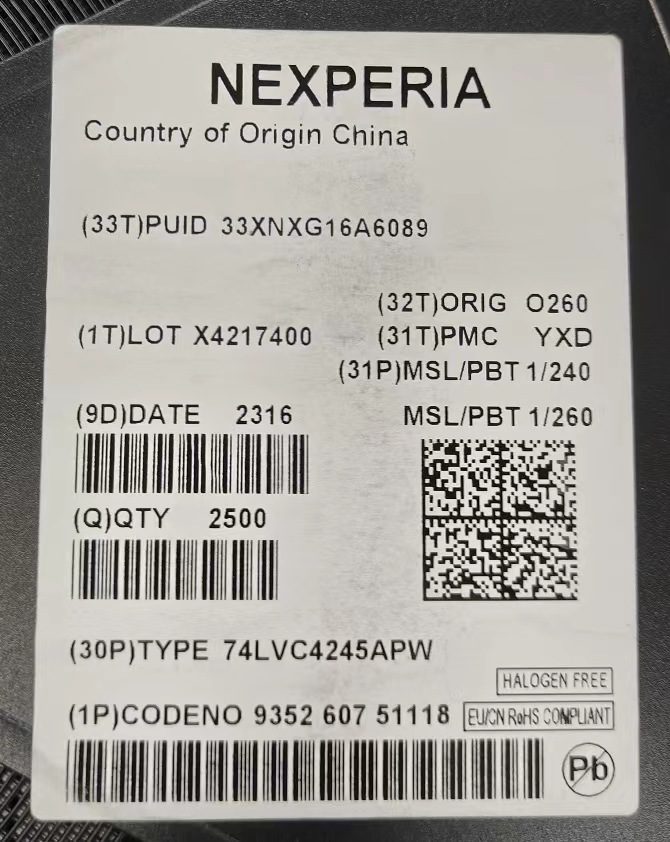 NEXPERIA
Country of Origin China
(33T)PUID 33XNXG16A6089
(32T)ORIG O260
(1T)LOT X4217400 (31T)PMC YXD
(31P)MSL/PBT 1/240
(9D)DATE 2316 MSL/PBT 1/260
(Q)QTY 2500
(30P)TYPE 74LVC4245APW
HALOGEN FREE
(1P)CODENO 9352 607 51118 EU/CN RoHS COMPLIANT
Pb